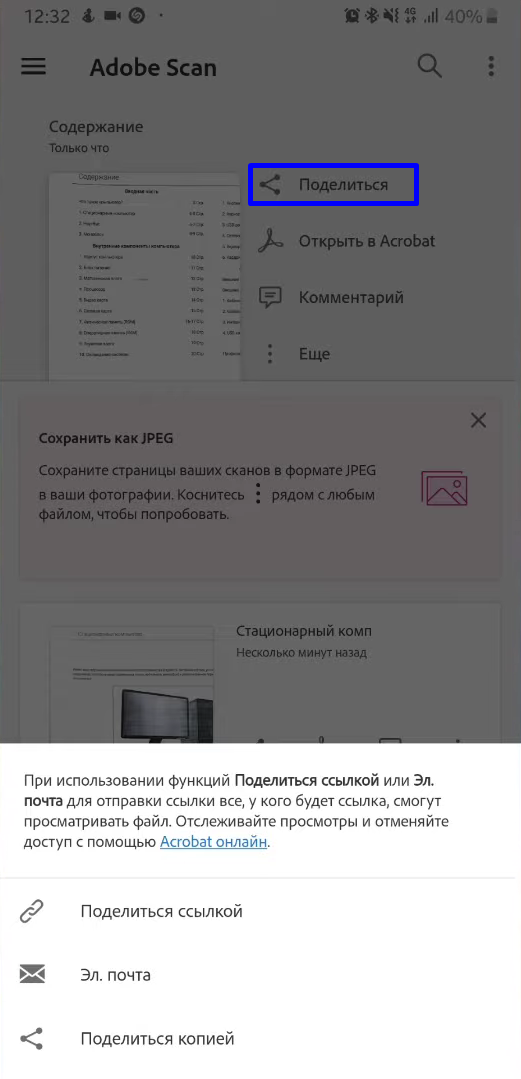 12:32
4G
40%
Adobe Scan
Содержание
Только что
Содержание
Поделиться
Открыть в Acrobat
Комментарий
Еще
Сохранить как JPEG
Сохраните страницы ваших сканов в формате JPEG
в ваши фотографии. Коснитесь рядом с любым
файлом, чтобы попробовать.
Стационарный комп
Несколько минут назад
При использовании функций Поделиться ссылкой или Эл.
почта для отправки ссылки все, у кого будет ссылка, смогут
просматривать файл. Отслеживайте просмотры и отменяйте
доступ с помощью Acrobat онлайн.
Поделиться ссылкой
Эл. почта
Поделиться копией